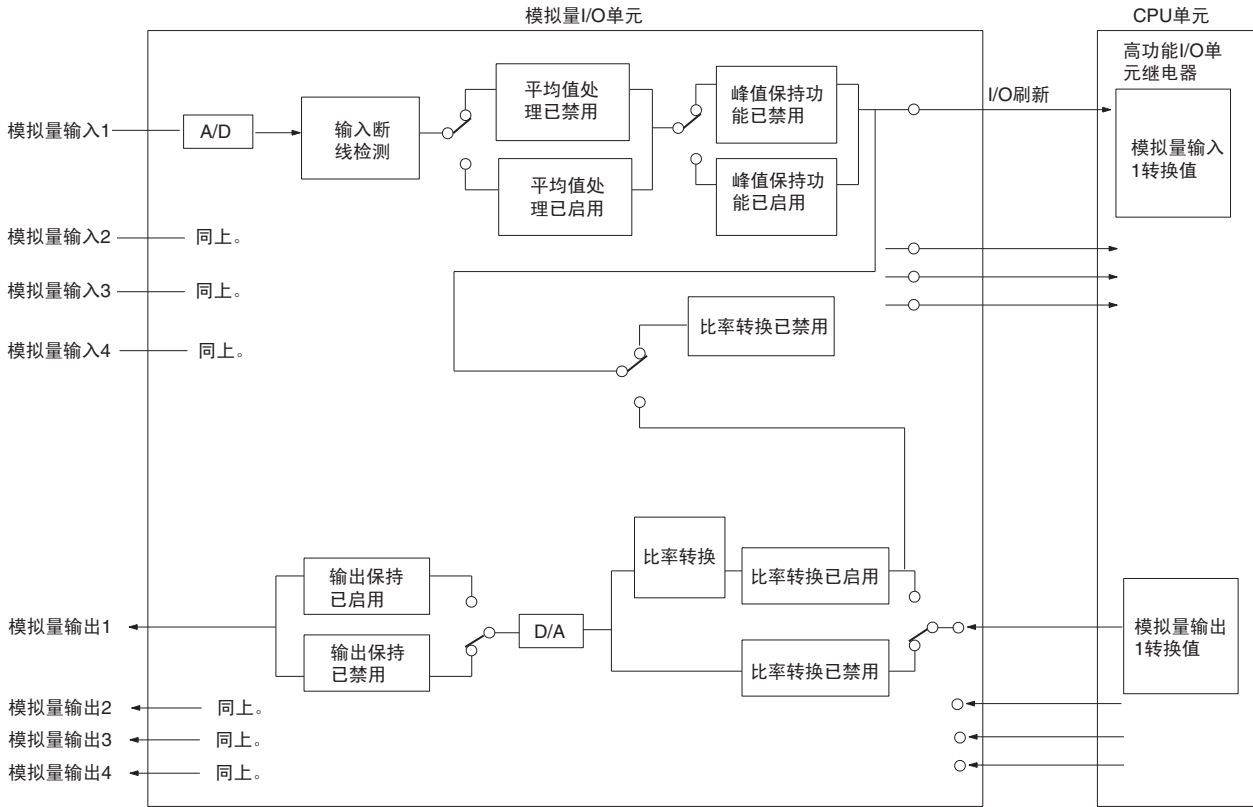 模拟量I/O单元
CPU单元
高功能I/O单
元继电器
平均值处
理已禁用
峰值保持功
能已禁用
I/O刷新
模拟量输入1
A/D
输入断
线检测
模拟量输入
1转换值
平均值处
理已启用
峰值保持功
能已启用
模拟量输入2
同上。
模拟量输入3
同上。
比率转换已禁用
模拟量输入4
同上。
比率转换
比率转换已启用
输出保持
已启用
模拟量输出1
D/A
模拟量输出
1转换值
输出保持
已禁用
比率转换已禁用
模拟量输出2
同上。
模拟量输出3
同上。
模拟量输出4
同上。